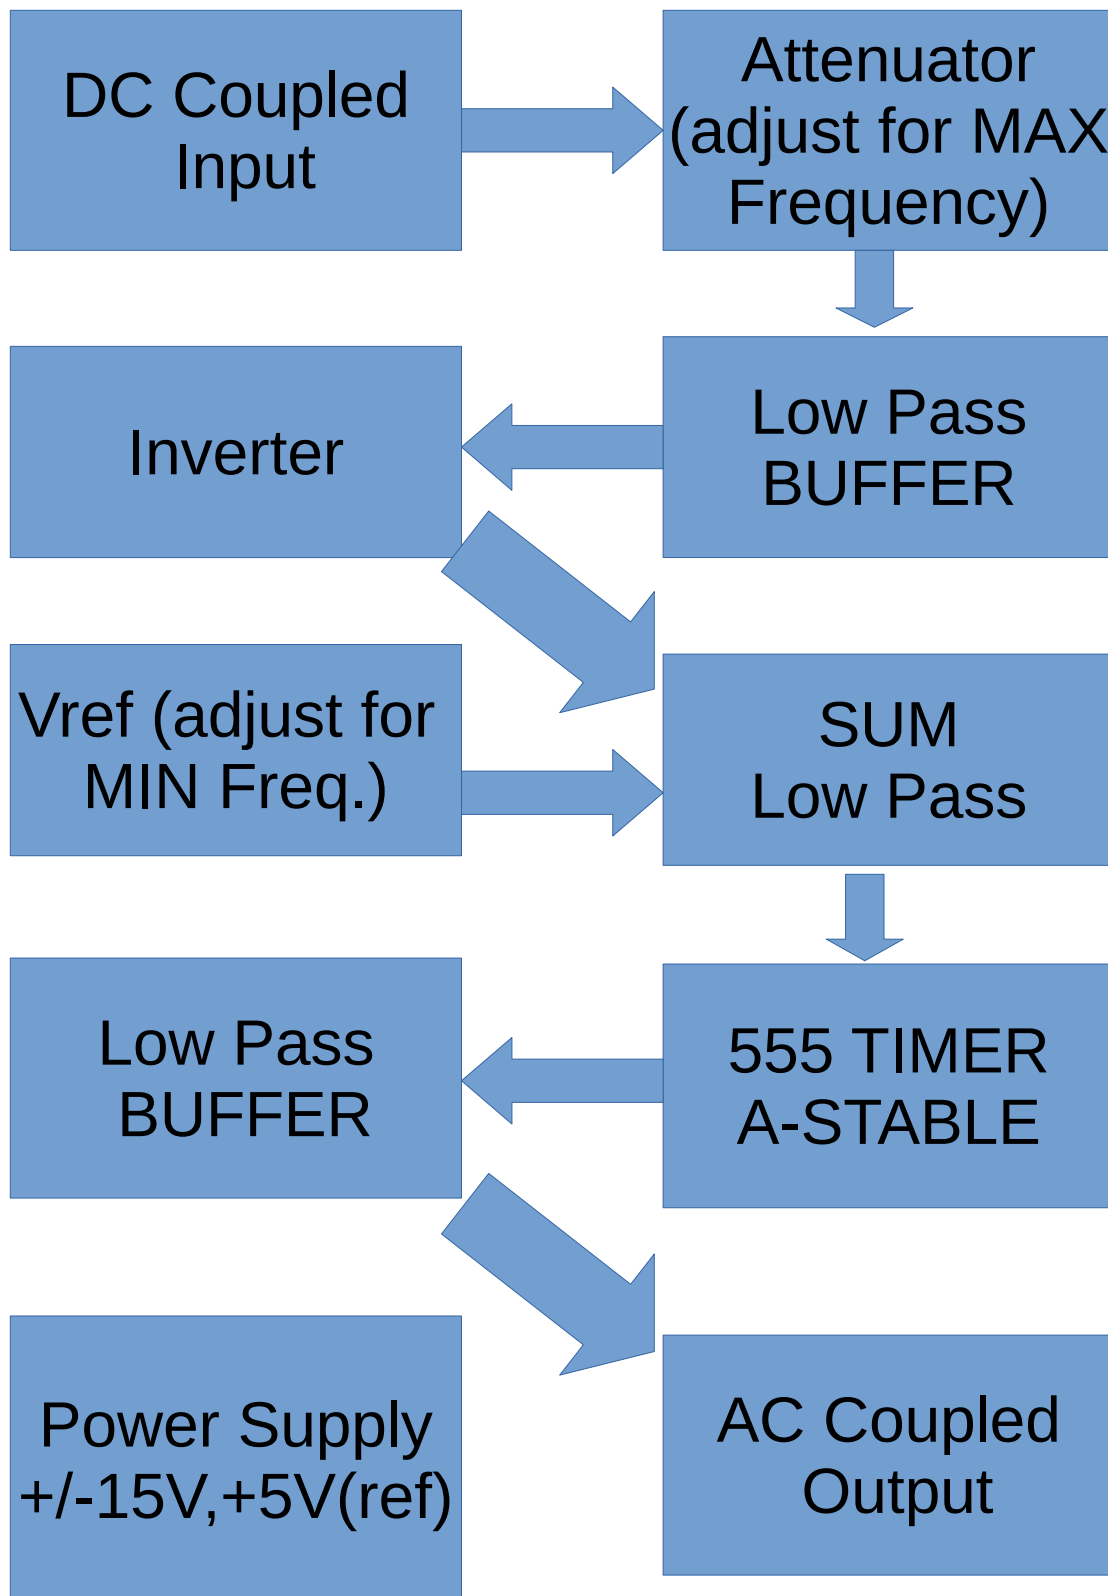 DC Coupled
Input
Attenuator
(adjust for MAX
Frequency)
Inverter
Low Pass
BUFFER
Vref (adjust for
MIN Freq.)
SUM
Low Pass
Low Pass
BUFFER
555 TIMER
A-STABLE
Power Supply
+/-15V,+5V(ref)
AC Coupled
Output